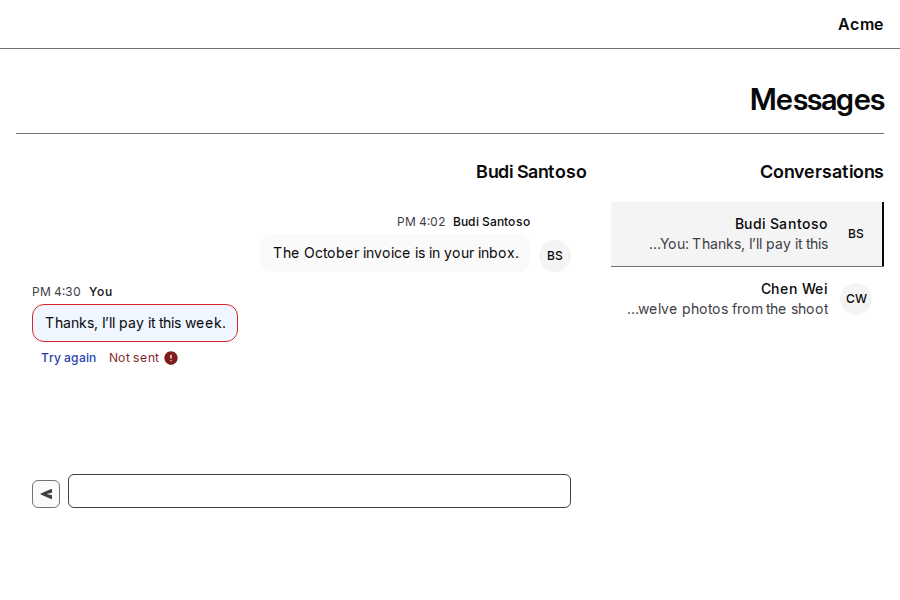 Acme
Messages
Conversations
Budi Santoso
BS
Budi Santoso
...You: Thanks, I’ll pay it this
CW
Chen Wei
...welve photos from the shoot
Budi Santoso
PM 4:02 Budi Santoso
The October invoice is in your inbox.
BS
PM 4:30 You
Thanks, I’ll pay it this week.
Try again Not sent